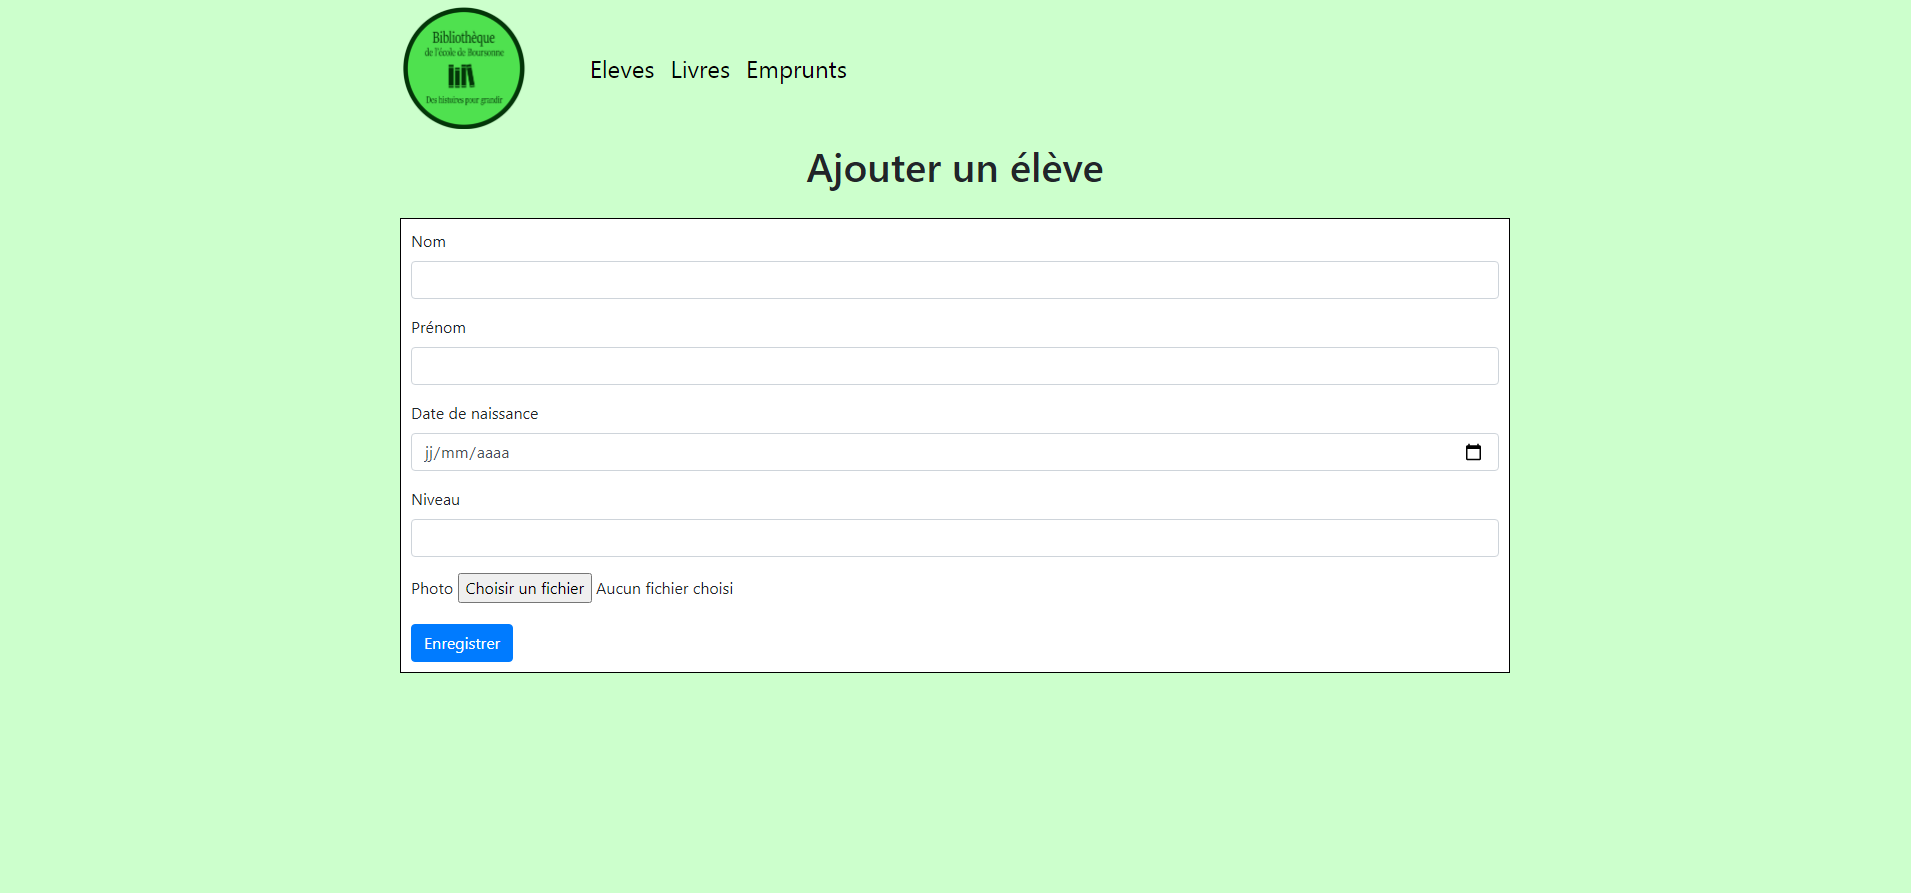 Bibliothèque
de l'école de Boursonne
Des histoires pour grandir
Eleves Livres Emprunts
Ajouter un élève
Nom
Prénom
Date de naissance
jj/mm/aaaa
Niveau
Photo Choisir un fichier Aucun fichier choisi
Enregistrer